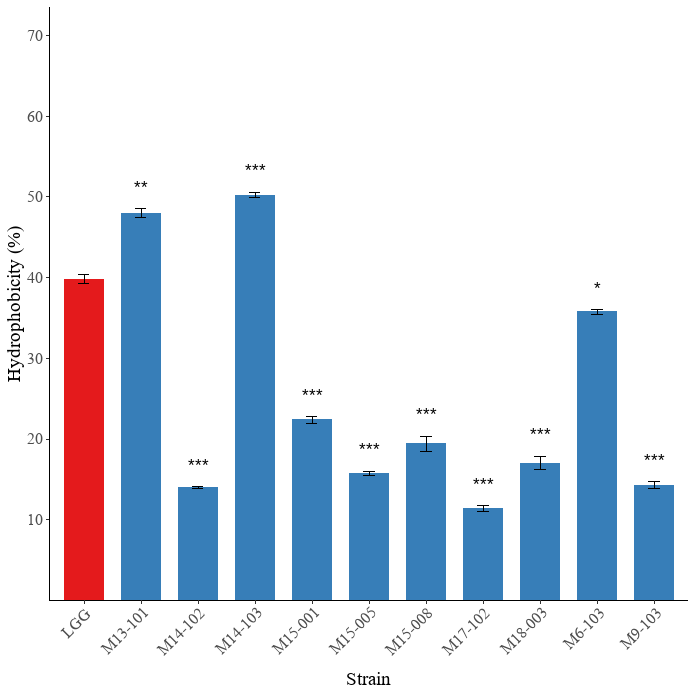 Hydrophobicity (%)
70
60
50
40
30
20
10
**
***
***
***
***
***
***
***
*
***
LGG
M13-101
M14-102
M14-103
M15-001
M15-005
M15-008
M17-102
M18-003
M6-103
M9-103
Strain